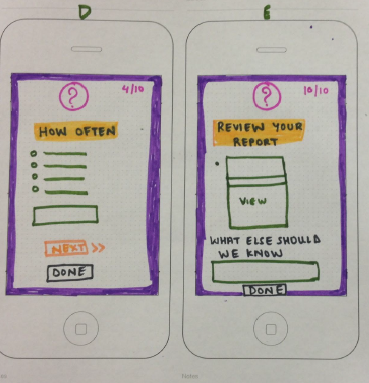 D
?
4/10
HOW OFTEN
NEXT >>
DONE
E
?
10/10
REVIEW YOUR
REPORT
VIEW
WHAT ELSE SHOULD
WE KNOW
DONE
Notes